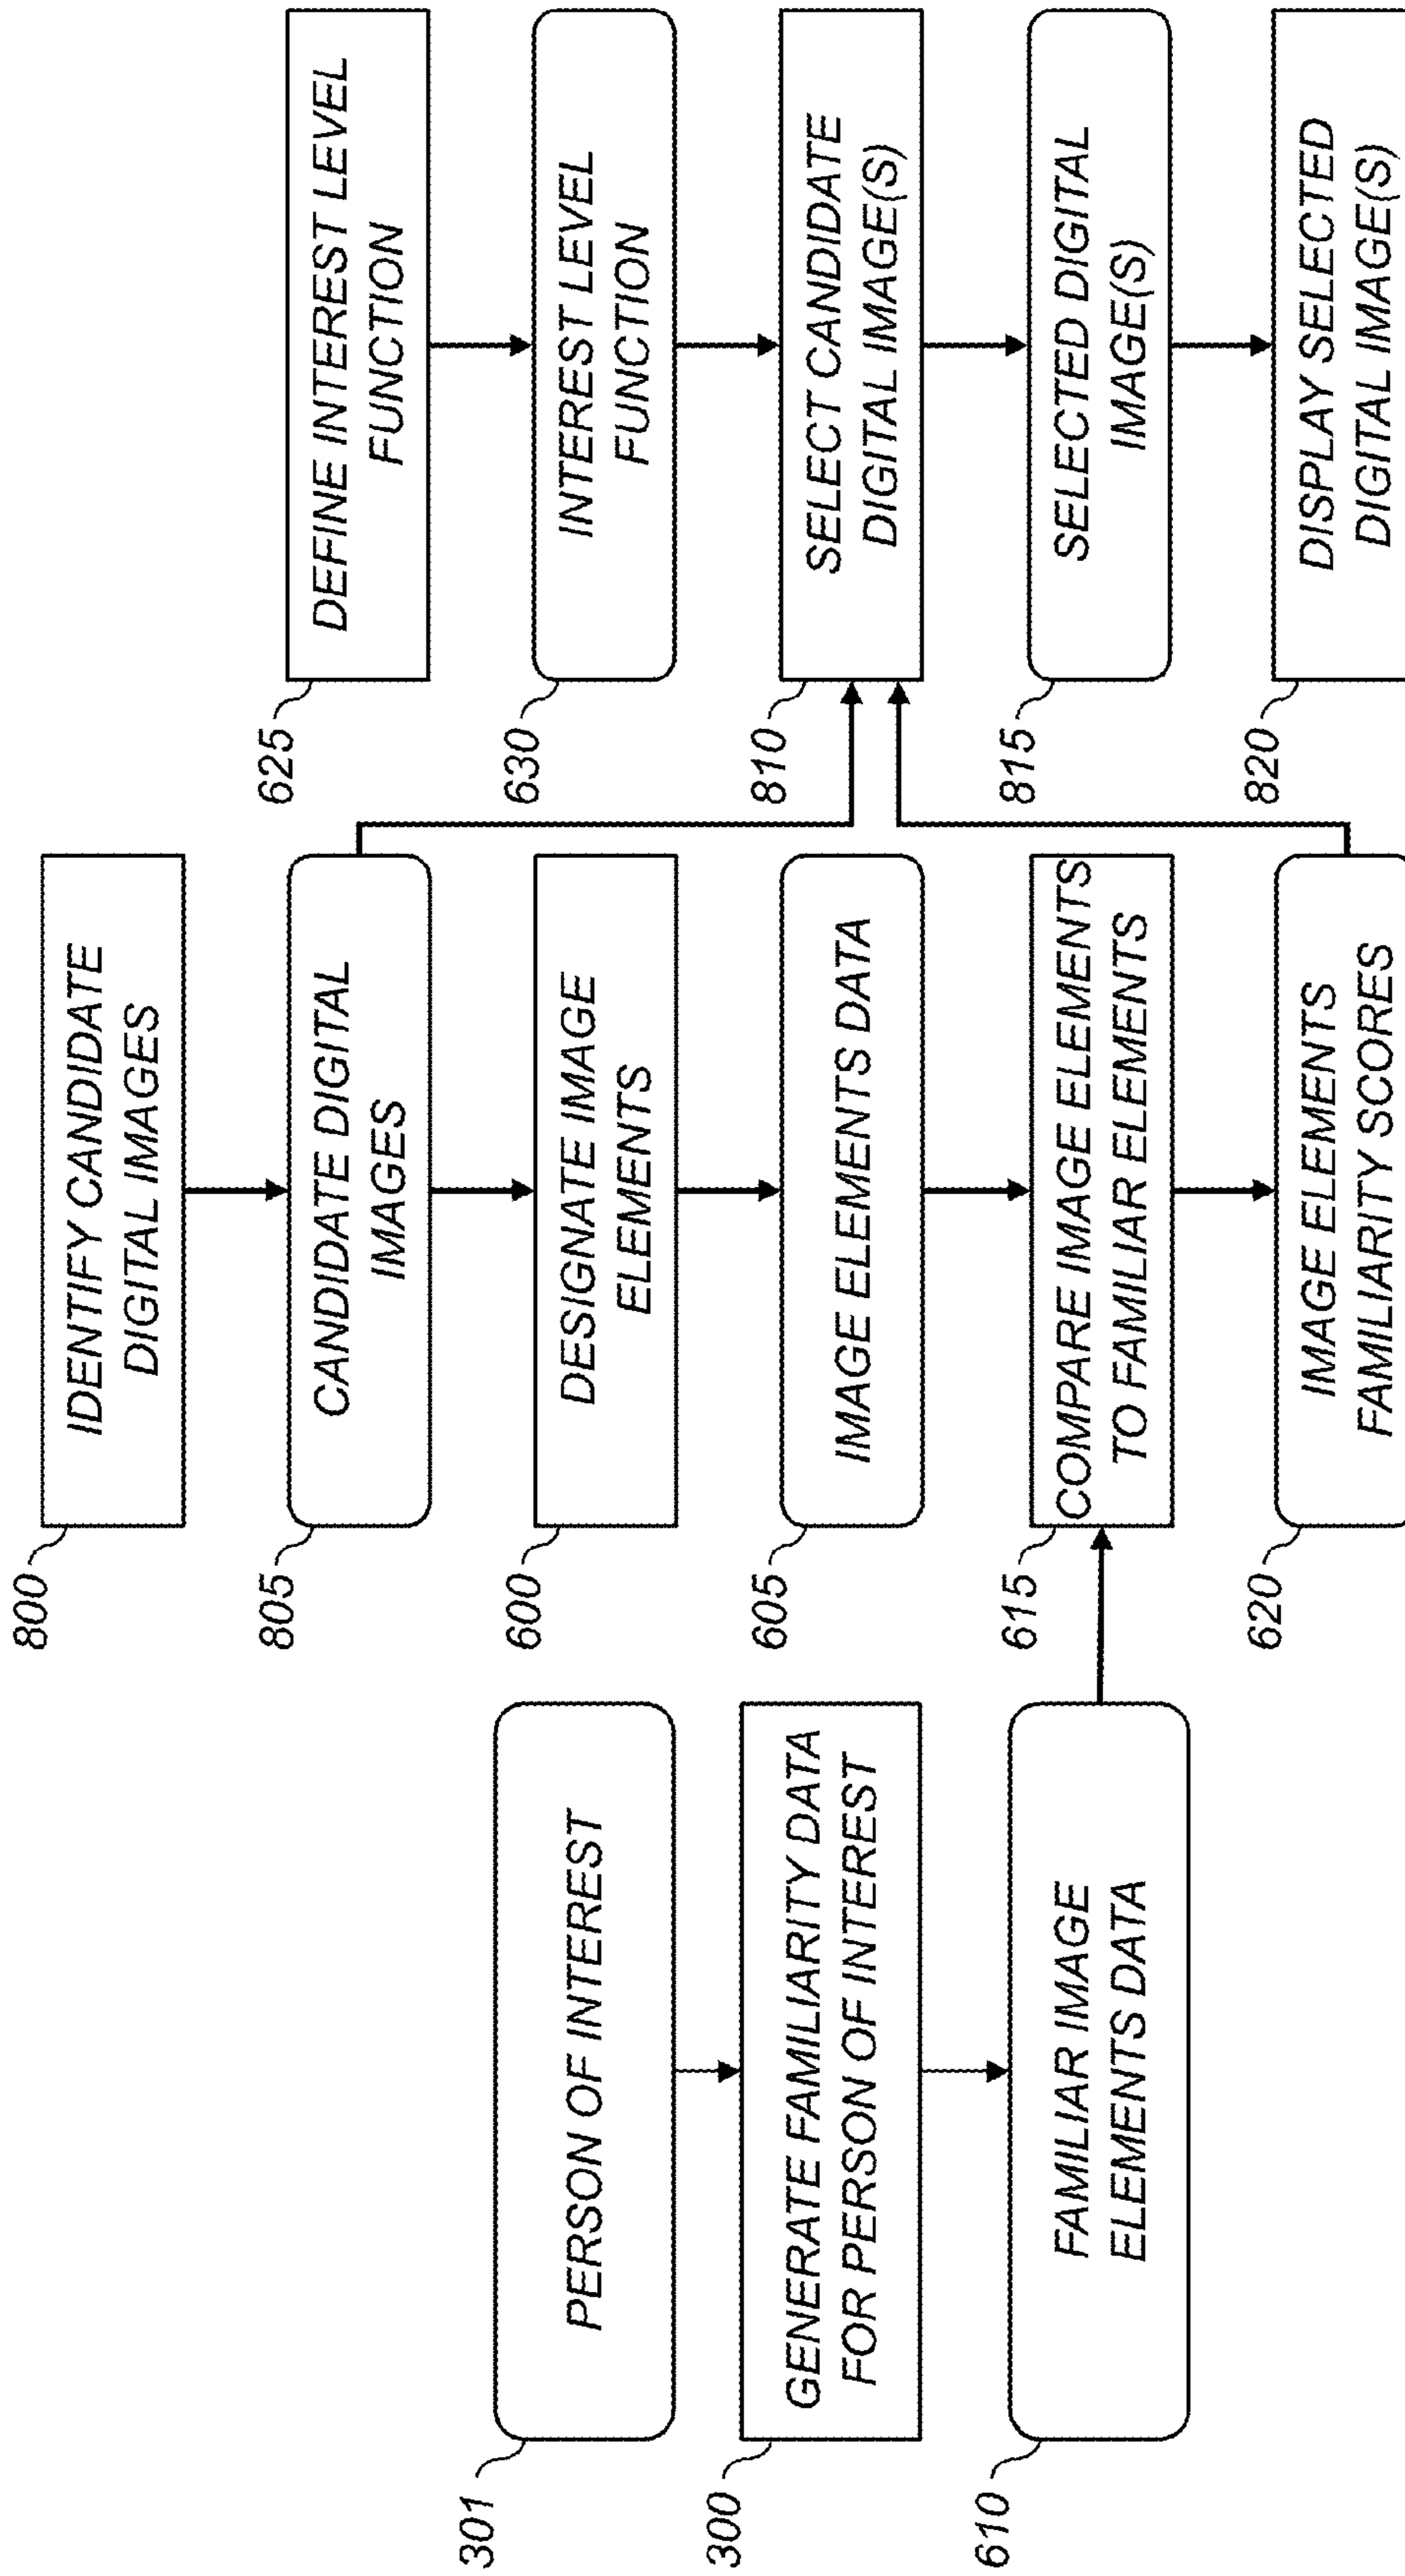 301
PERSON OF INTEREST
300
GENERATE FAMILIARITY DATA
FOR PERSON OF INTEREST
610
FAMILIAR IMAGE
ELEMENTS DATA
800
IDENTIFY CANDIDATE
DIGITAL IMAGES
805
CANDIDATE DIGITAL
IMAGES
600
DESIGNATE IMAGE
ELEMENTS
605
IMAGE ELEMENTS DATA
615
COMPARE IMAGE ELEMENTS
TO FAMILIAR ELEMENTS
620
IMAGE ELEMENTS
FAMILIARITY SCORES
625
DEFINE INTEREST LEVEL
FUNCTION
630
INTEREST LEVEL
FUNCTION
810
SELECT CANDIDATE
DIGITAL IMAGE(S)
815
SELECTED DIGITAL
IMAGE(S)
820
DISPLAY SELECTED
DIGITAL IMAGE(S)